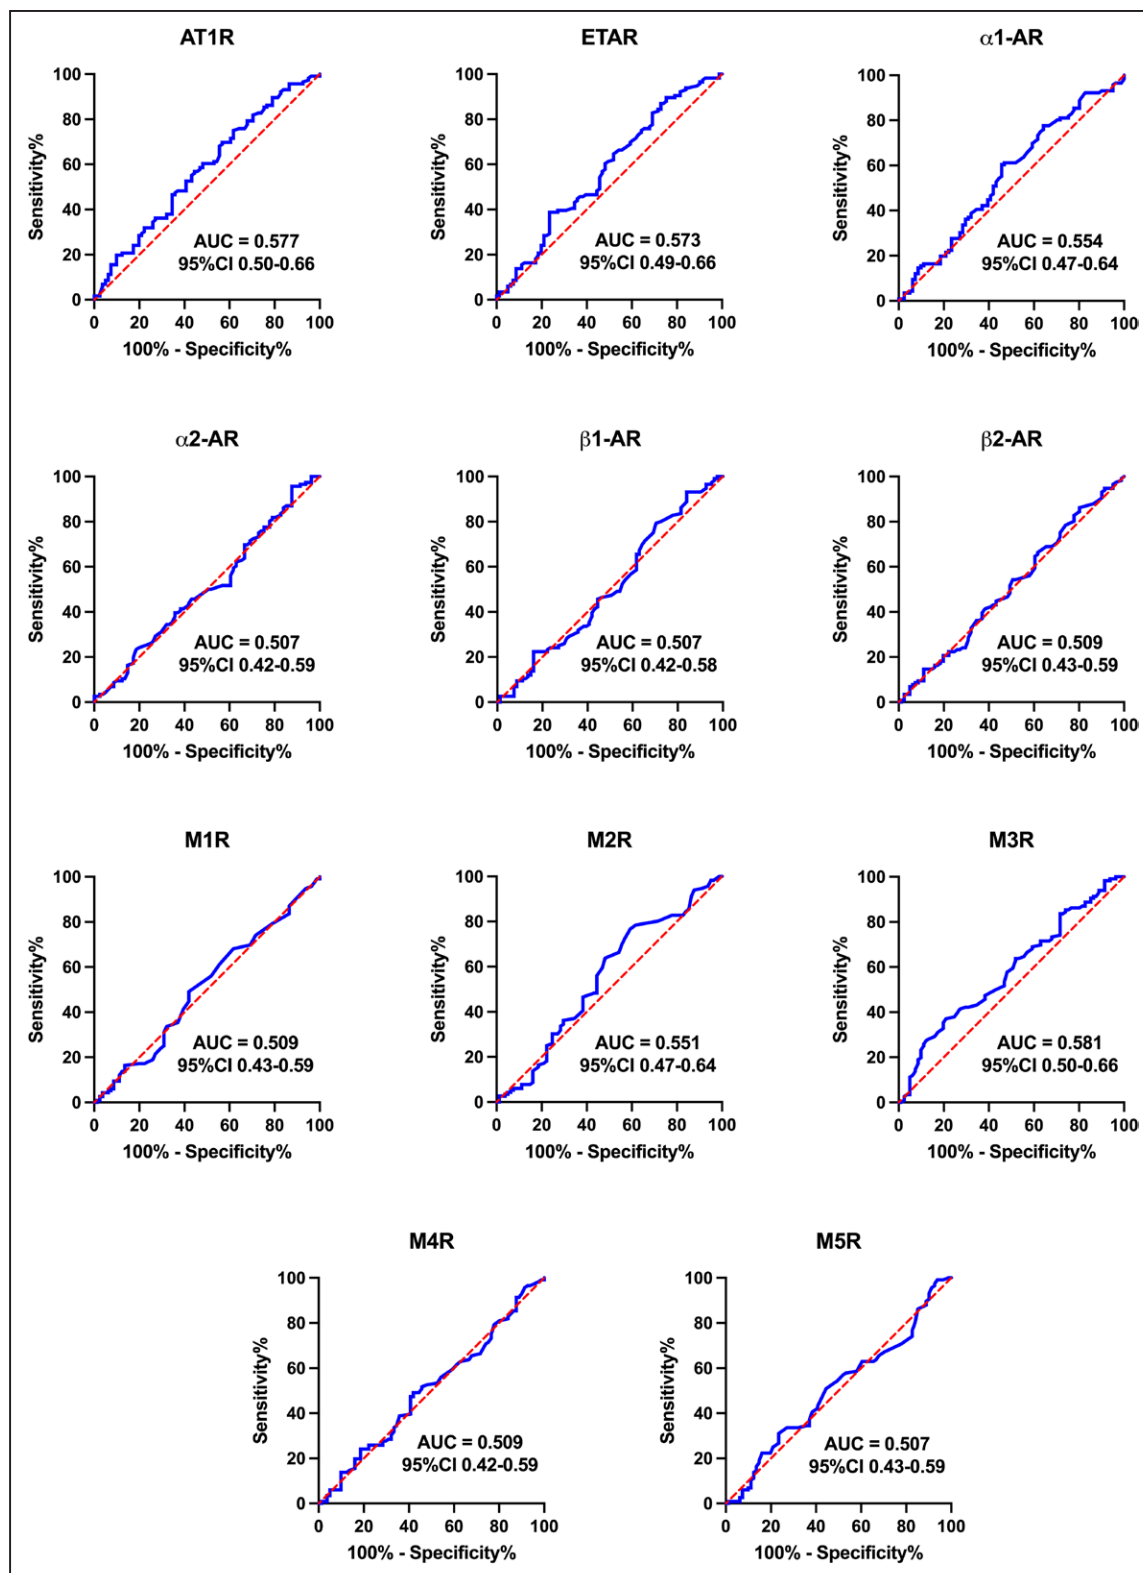 AT1R
ETAR
α1-AR
Sensitivity%
100
80
60
40
20
0
AUC = 0.577
95%CI 0.50-0.66
0 20 40 60 80 100
100% - Specificity%
Sensitivity%
100
80
60
40
20
0
AUC = 0.573
95%CI 0.49-0.66
0 20 40 60 80 100
100% - Specificity%
Sensitivity%
100
80
60
40
20
0
AUC = 0.554
95%CI 0.47-0.64
0 20 40 60 80 100
100% - Specificity%
α2-AR
β1-AR
β2-AR
Sensitivity%
100
80
60
40
20
0
AUC = 0.507
95%CI 0.42-0.59
0 20 40 60 80 100
100% - Specificity%
Sensitivity%
100
80
60
40
20
0
AUC = 0.507
95%CI 0.42-0.58
0 20 40 60 80 100
100% - Specificity%
Sensitivity%
100
80
60
40
20
0
AUC = 0.509
95%CI 0.43-0.59
0 20 40 60 80 100
100% - Specificity%
M1R
M2R
M3R
Sensitivity%
100
80
60
40
20
0
AUC = 0.509
95%CI 0.43-0.59
0 20 40 60 80 100
100% - Specificity%
Sensitivity%
100
80
60
40
20
0
AUC = 0.551
95%CI 0.47-0.64
0 20 40 60 80 100
100% - Specificity%
Sensitivity%
100
80
60
40
20
0
AUC = 0.581
95%CI 0.50-0.66
0 20 40 60 80 100
100% - Specificity%
M4R
M5R
Sensitivity%
100
80
60
40
20
0
AUC = 0.509
95%CI 0.42-0.59
0 20 40 60 80 100
100% - Specificity%
Sensitivity%
100
80
60
40
20
0
AUC = 0.507
95%CI 0.43-0.59
0 20 40 60 80 100
100% - Specificity%